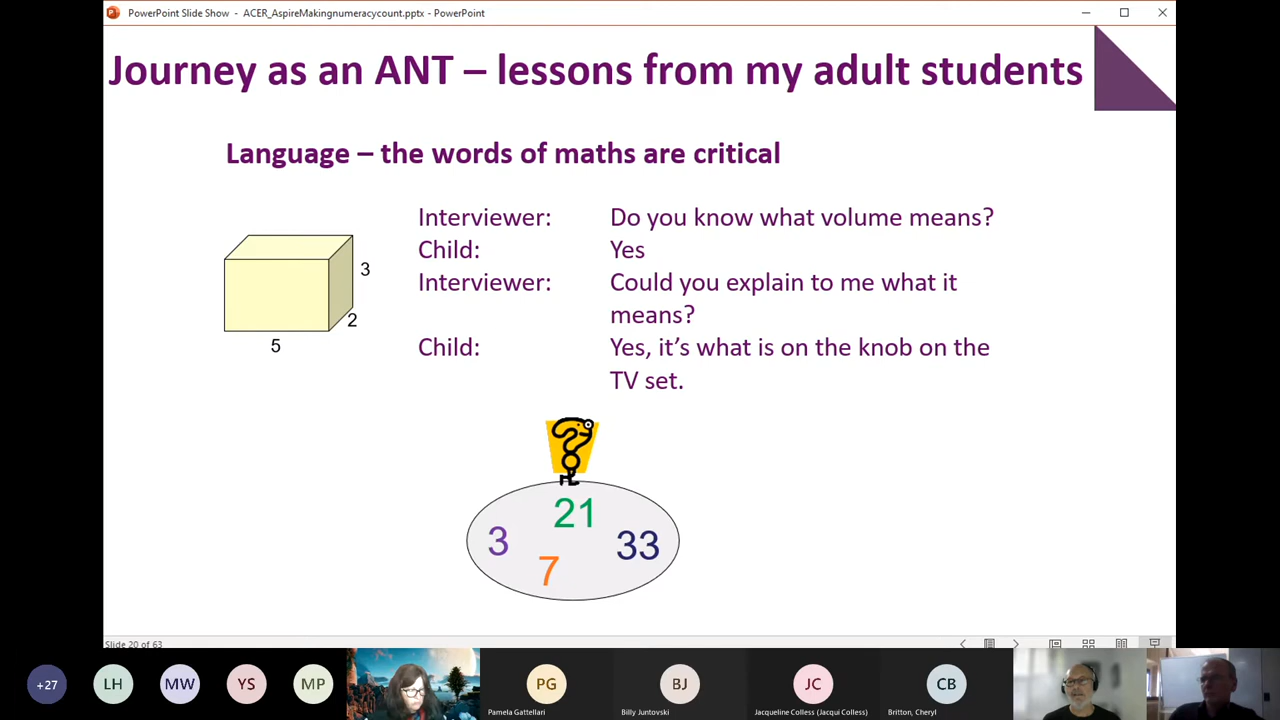 PowerPoint Slide Show - ACER_AspireMakingnumeracycount.pptx - PowerPoint
Journey as an ANT – lessons from my adult students
Language – the words of maths are critical
Interviewer: Do you know what volume means?
Child: Yes
Interviewer: Could you explain to me what it
means?
Child: Yes, it's what is on the knob on the
TV set.
3
2
5
21
3
33
7
Slide 20 of 63
+27
LH
MW
YS
MP
PG
BJ
JC
CB
Pamela Gattellari
Billy Juntovski
Jacqueline Colless (Jacqui Colless)
Britton, Cheryl